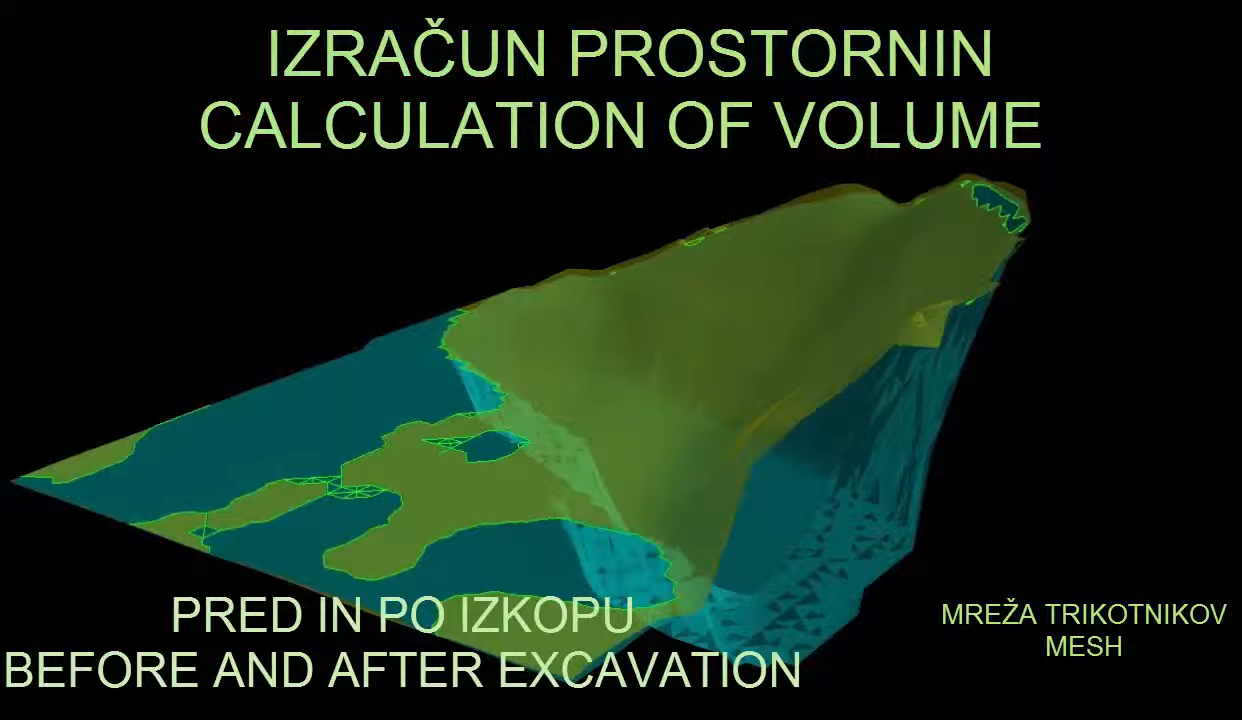 IZRAČUN PROSTORNIN
CALCULATION OF VOLUME
PRED IN PO IZKOPU
BEFORE AND AFTER EXCAVATION
MREŽA TRIKOTNIKOV
MESH